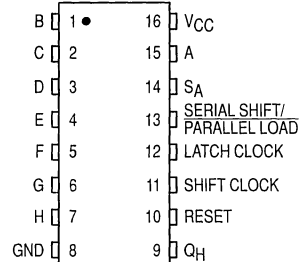 B 1 16 VCC
C 2 15 A
D 3 14 SA
E 4 13 SERIAL SHIFT/
PARALLEL LOAD
F 5 12 LATCH CLOCK
G 6 11 SHIFT CLOCK
H 7 10 RESET
GND 8 9 QH